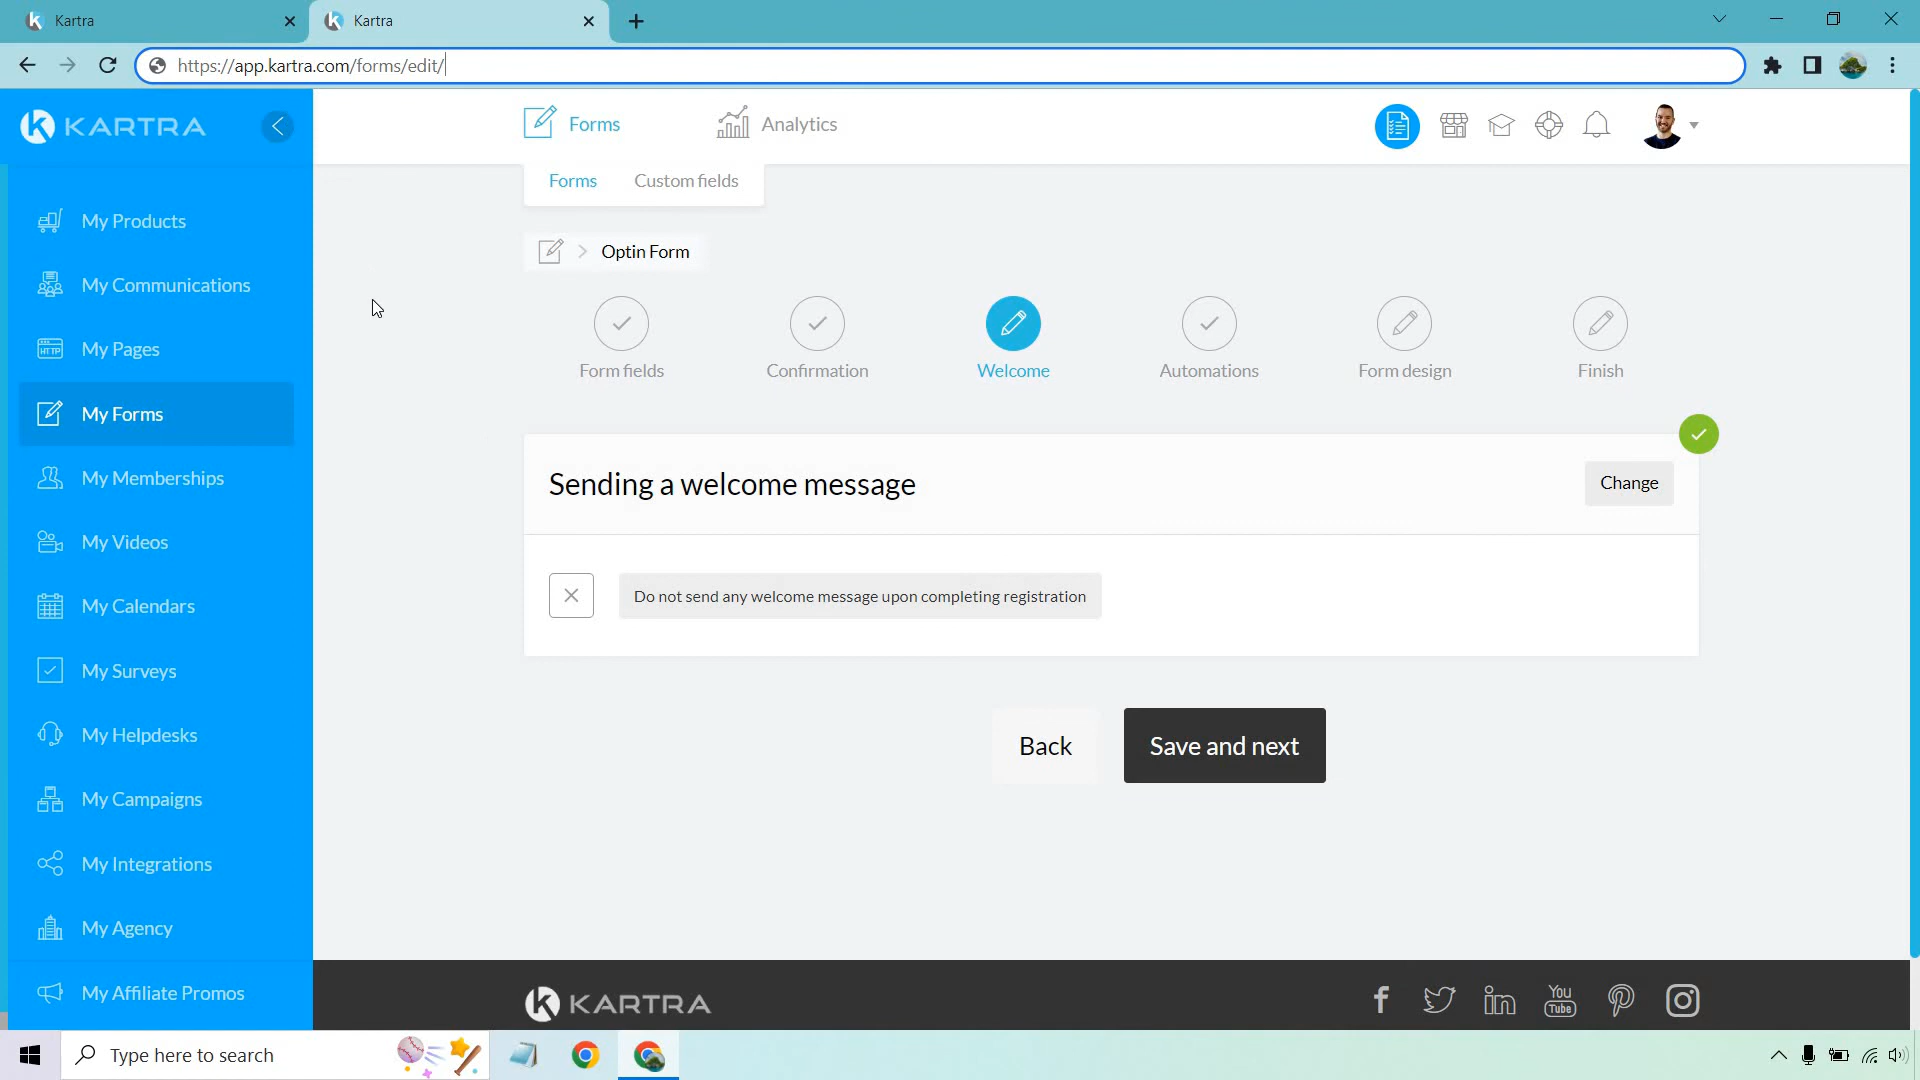 Kartra
Kartra
https://app.kartra.com/forms/edit/
KARTRA
Forms
Analytics
Forms
Custom fields
Optin Form
My Products
My Communications
My Pages
HTTP
My Forms
My Memberships
My Videos
My Calendars
My Surveys
My Helpdesks
My Campaigns
My Integrations
My Agency
My Affiliate Promos
Form fields
Confirmation
Welcome
Automations
Form design
Finish
Sending a welcome message
Change
Do not send any welcome message upon completing registration
Back
Save and next
KARTRA
f
in
You
Tube
Type here to search